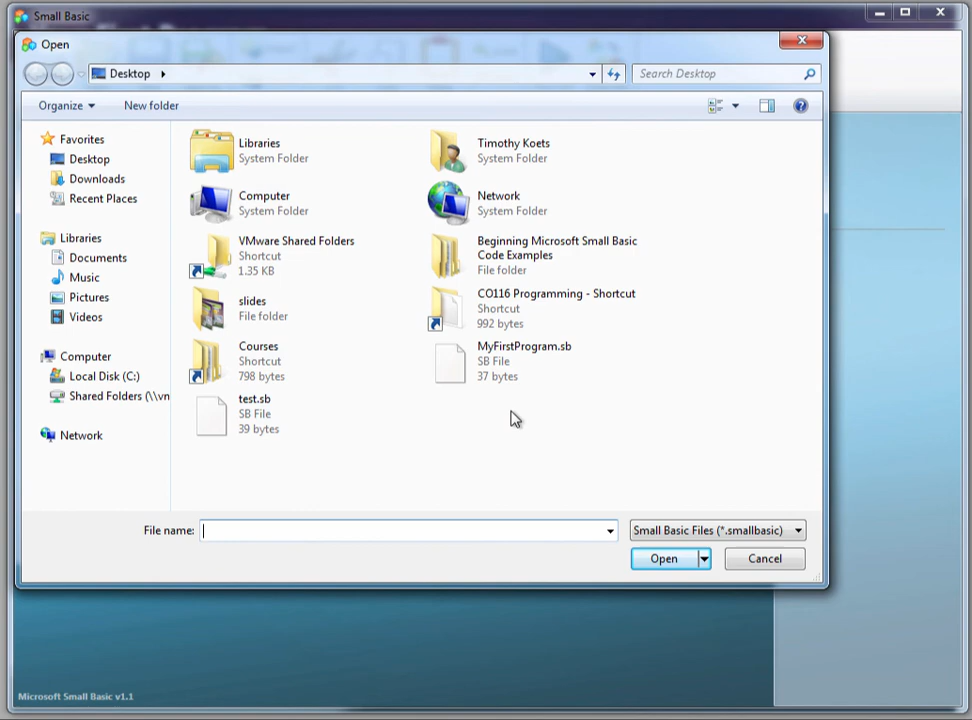 Small Basic
Open
Desktop
Search Desktop
Organize
New folder
Favorites
Desktop
Downloads
Recent Places
Libraries
Documents
Music
Pictures
Videos
Computer
Local Disk (C:)
Shared Folders (\\vn
Network
Libraries
System Folder
Timothy Koets
System Folder
Computer
System Folder
Network
System Folder
VMware Shared Folders
Shortcut
1.35 KB
Beginning Microsoft Small Basic
Code Examples
File folder
slides
File folder
CO116 Programming - Shortcut
Shortcut
992 bytes
Courses
Shortcut
798 bytes
MyFirstProgram.sb
SB File
37 bytes
test.sb
SB File
39 bytes
File name:
Small Basic Files (*.smallbasic)
Open
Cancel
Microsoft Small Basic v1.1